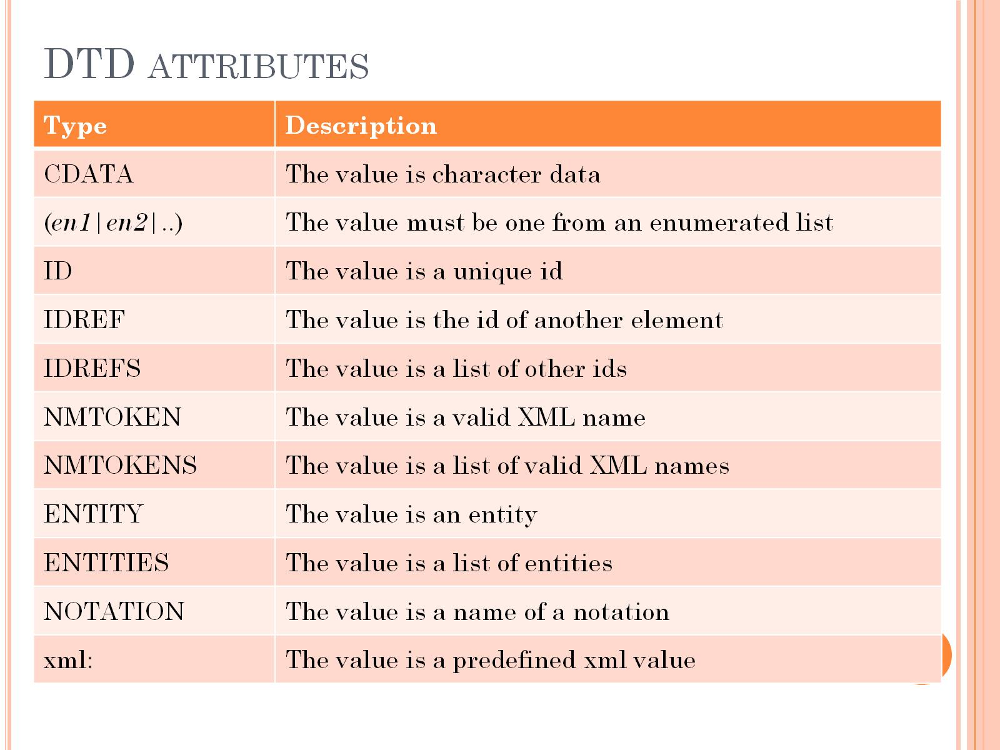 DTD ATTRIBUTES
Type Description
CDATA The value is character data
(en1|en2|..) The value must be one from an enumerated list
ID The value is a unique id
IDREF The value is the id of another element
IDREFS The value is a list of other ids
NMTOKEN The value is a valid XML name
NMTOKENS The value is a list of valid XML names
ENTITY The value is an entity
ENTITIES The value is a list of entities
NOTATION The value is a name of a notation
xml: The value is a predefined xml value